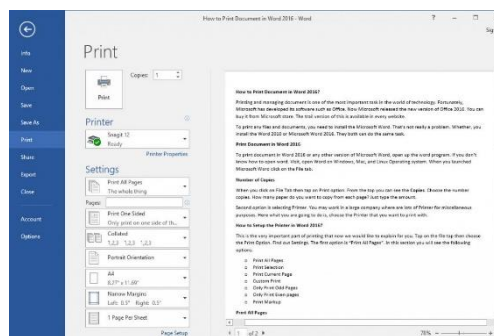 How to Print Document in Word 2016 - Word
?
Sig
Info
New
Open
Save
Save As
Print
Share
Export
Close
Account
Options
Print
Copies: 1
Print
Printer
Snagit 12
Ready
Printer Properties
Settings
Print All Pages
The whole thing
Pages:
Print One Sided
Only print on one side of th...
Collated
1,2,3 1,2,3 1,2,3
Portrait Orientation
A4
8.27" x 11.69"
Narrow Margins
Left: 0.5" Right: 0.5"
1 Page Per Sheet
Page Setup
How to Print Document in Word 2016?
Printing and managing document is one of the most important task in the world of technology. Fortunately,
Microsoft has developed its software such as Office. Now Microsoft released the new version of Office 2016. You can
buy it from Microsoft store. The trial version of this is available in every website.
To print any files and documents, you need to install the Microsoft Word. That's not really a problem. Whether, you
install the Word 2016 or Microsoft Word 2016. They both can do the same task.
Print Document in Word 2016
To print document in Word 2016 or any other version of Microsoft Word, open up the word program. If you don't
know how to open word. Visit, open Word on Windows, Mac, and Linux Operating system. When you launched
Microsoft Word click on the File tab.
Number of Copies
When you click on File Tab then tap on Print option. From the top you can see the Copies. Choose the number
copies. How many paper do you want to copy from each page? Just type the amount.
Second option is selecting Printer. You may work in a large company where are lots of Printer for miscellaneous
purposes. Here what you are going to do is, choose the Printer that you want to print with.
How to Setup the Printer in Word 2016
This is the very important part of printing that now we would like to explain for you. Tap on the file tap then choose
the Print Option. Find our Settings. The first option is "Print All Pages". In this section you will see the following
options.
o Print All Pages
o Print Selection
o Print Current Page
o Custom Print
o Only Print Odd Pages
o Only Print Even pages
o Print Markup
Print All Pages
1 of 2
78%